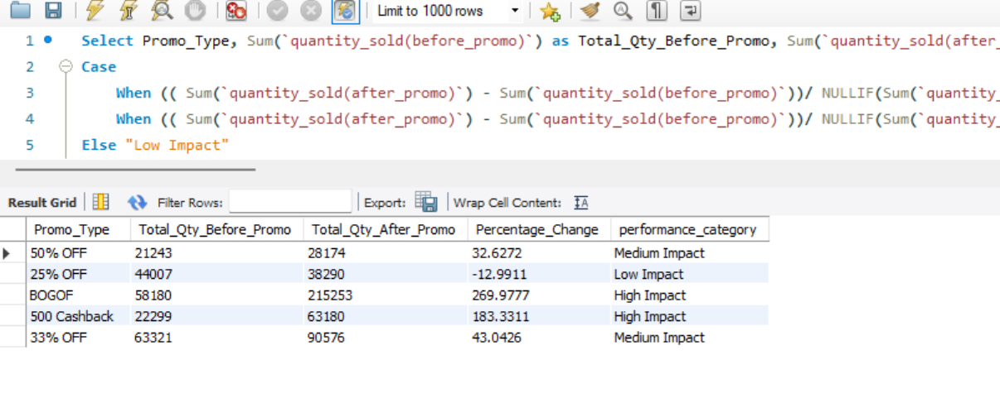 Limit to 1000 rows
1 Select Promo_Type, Sum(`quantity_sold(before_promo)`) as Total_Qty_Before_Promo, Sum(`quantity_sold(after_
2 Case
3 When (( Sum(`quantity_sold(after_promo)`) - Sum(`quantity_sold(before_promo)`))/ NULLIF(Sum(`quantity_
4 When (( Sum(`quantity_sold(after_promo)`) - Sum(`quantity_sold(before_promo)`))/ NULLIF(Sum(`quantity_
5 Else "Low Impact"
Result Grid Filter Rows: Export: Wrap Cell Content: IA
Promo_Type Total_Qty_Before_Promo Total_Qty_After_Promo Percentage_Change performance_category
50% OFF 21243 28174 32.6272 Medium Impact
25% OFF 44007 38290 -12.9911 Low Impact
BOGOF 58180 215253 269.9777 High Impact
500 Cashback 22299 63180 183.3311 High Impact
33% OFF 63321 90576 43.0426 Medium Impact